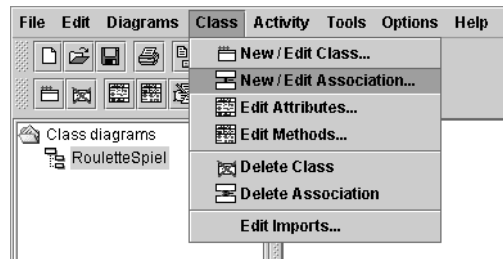 File Edit Diagrams Class Activity Tools Options Help
New / Edit Class...
New / Edit Association...
Edit Attributes...
Edit Methods...
Class diagrams
RouletteSpiel
Delete Class
Delete Association
Edit Imports...